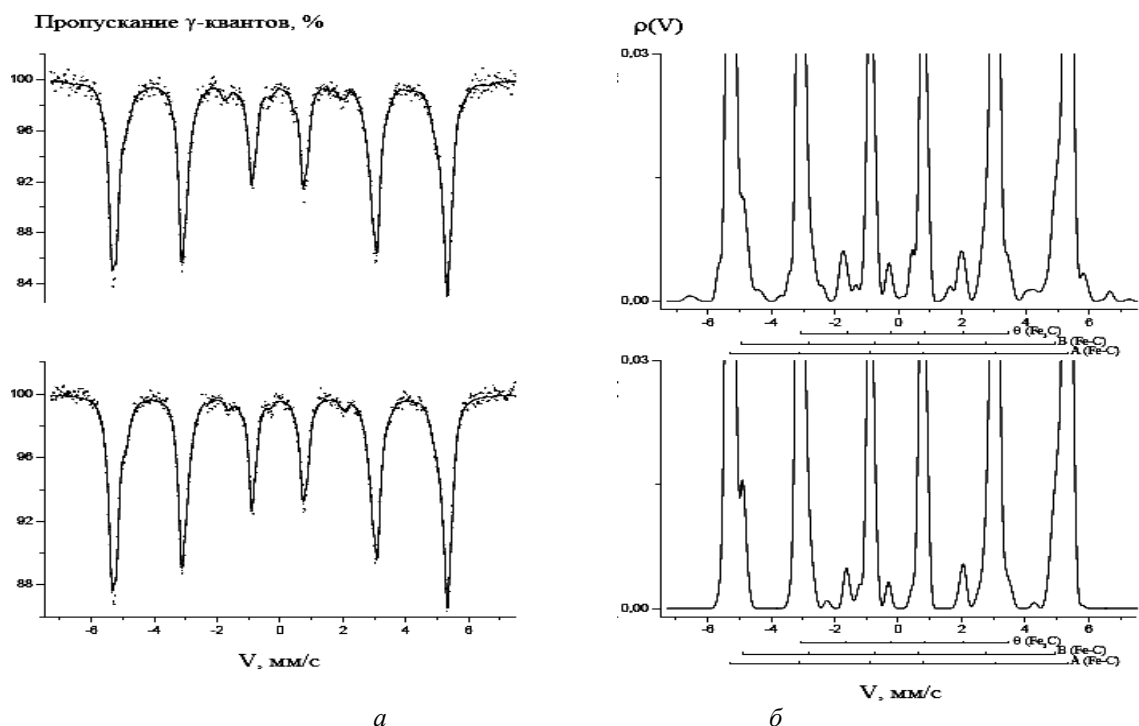 Пропускание γ-квантов, %
100
96
92
88
84
100
96
92
88
-6 -4 -2 0 2 4 6
V, мм/с
а
ρ(V)
0,03
0,00
-6 -4 -2 0 2 4 6
θ (Fe₃C)
B (Fe-C)
A (Fe-C)
0,03
0,00
-6 -4 -2 0 2 4 6
θ (Fe₃C)
B (Fe-C)
A (Fe-C)
V, мм/с
б